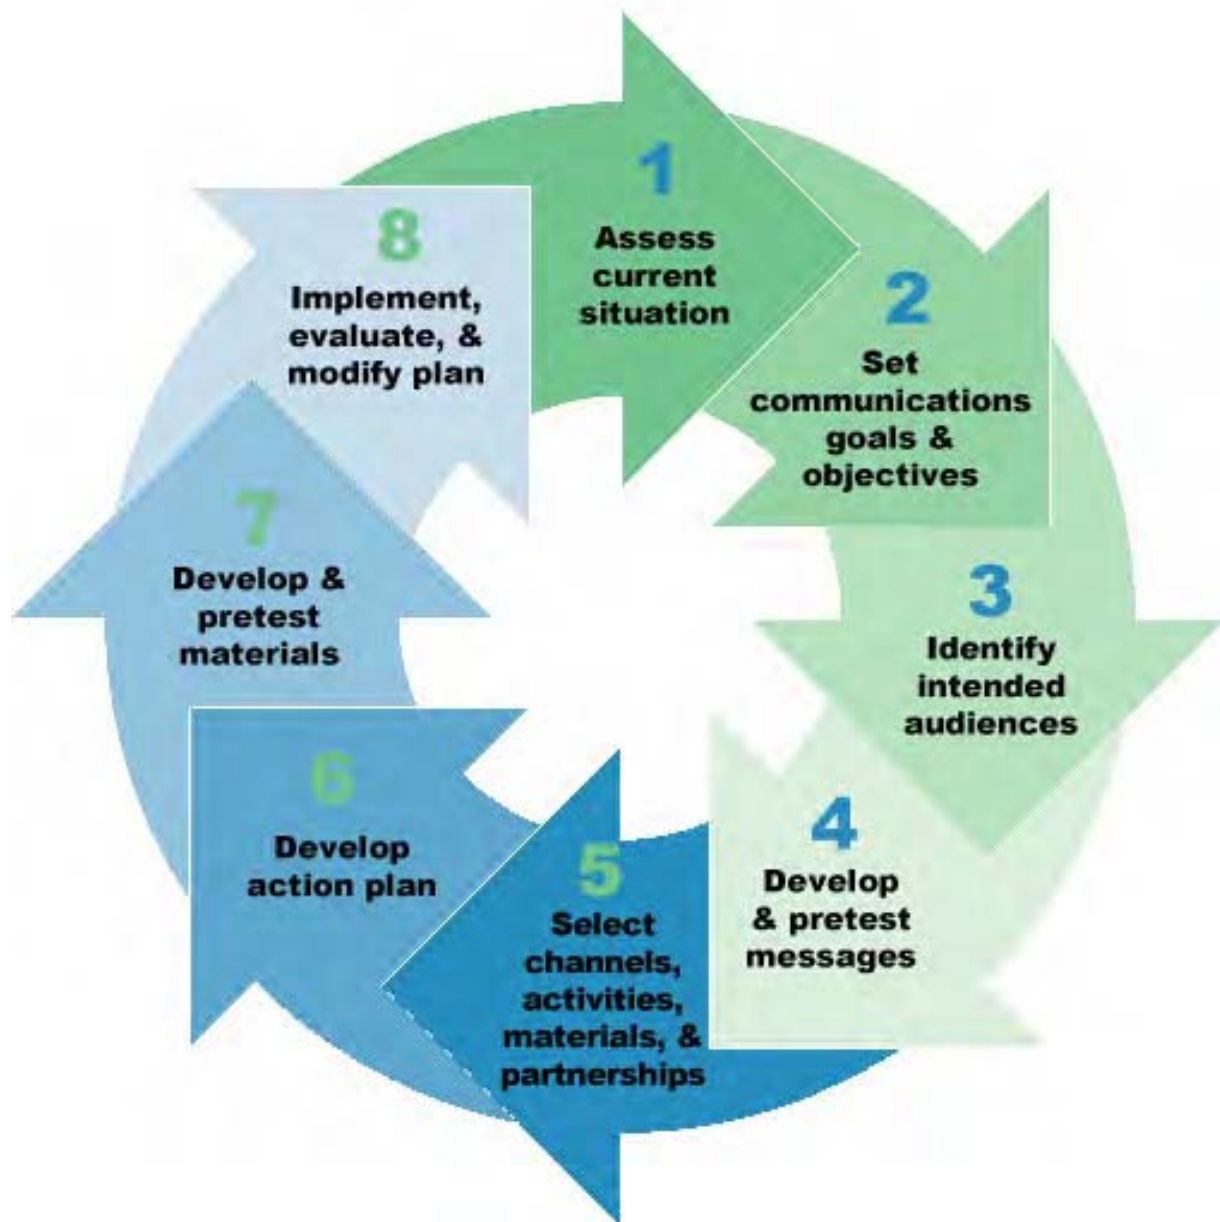 1
Assess
current
situation
2
Set
communications
goals &
objectives
3
Identify
intended
audiences
4
Develop
& pretest
messages
5
Select
channels,
activities,
materials, &
partnerships
6
Develop
action plan
7
Develop &
pretest
materials
8
Implement,
evaluate, &
modify plan